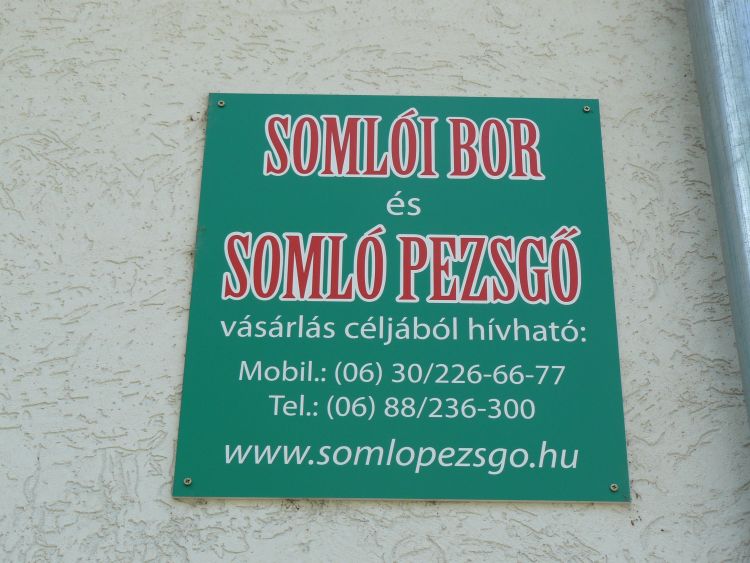 SOMLÓI BOR
és
SOMLÓ PEZSGŐ
vásárlás céljából hívható:
Mobil.: (06) 30/226-66-77
Tel.: (06) 88/236-300
www.somlopezsgo.hu